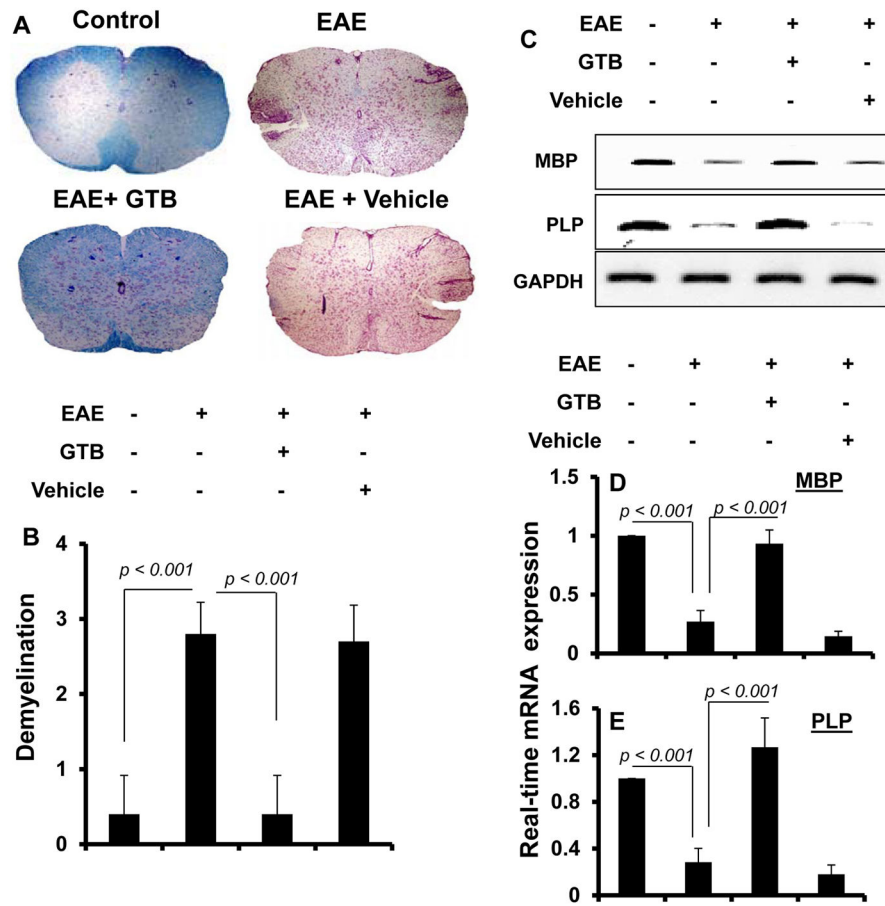 A
Control
EAE
EAE+ GTB
EAE + Vehicle
EAE - + + +
GTB - - + -
Vehicle - - - +
B
Demyelination
4
3
2
1
0
p < 0.001
p < 0.001
C
EAE - + + +
GTB - - + -
Vehicle - - - +
MBP
PLP
GAPDH
EAE - + + +
GTB - - + -
Vehicle - - - +
Real-time mRNA expression
D
MBP
1.5
1
0.5
0
p < 0.001
p < 0.001
E
PLP
1.6
1.2
0.8
0.4
0
p < 0.001
p < 0.001